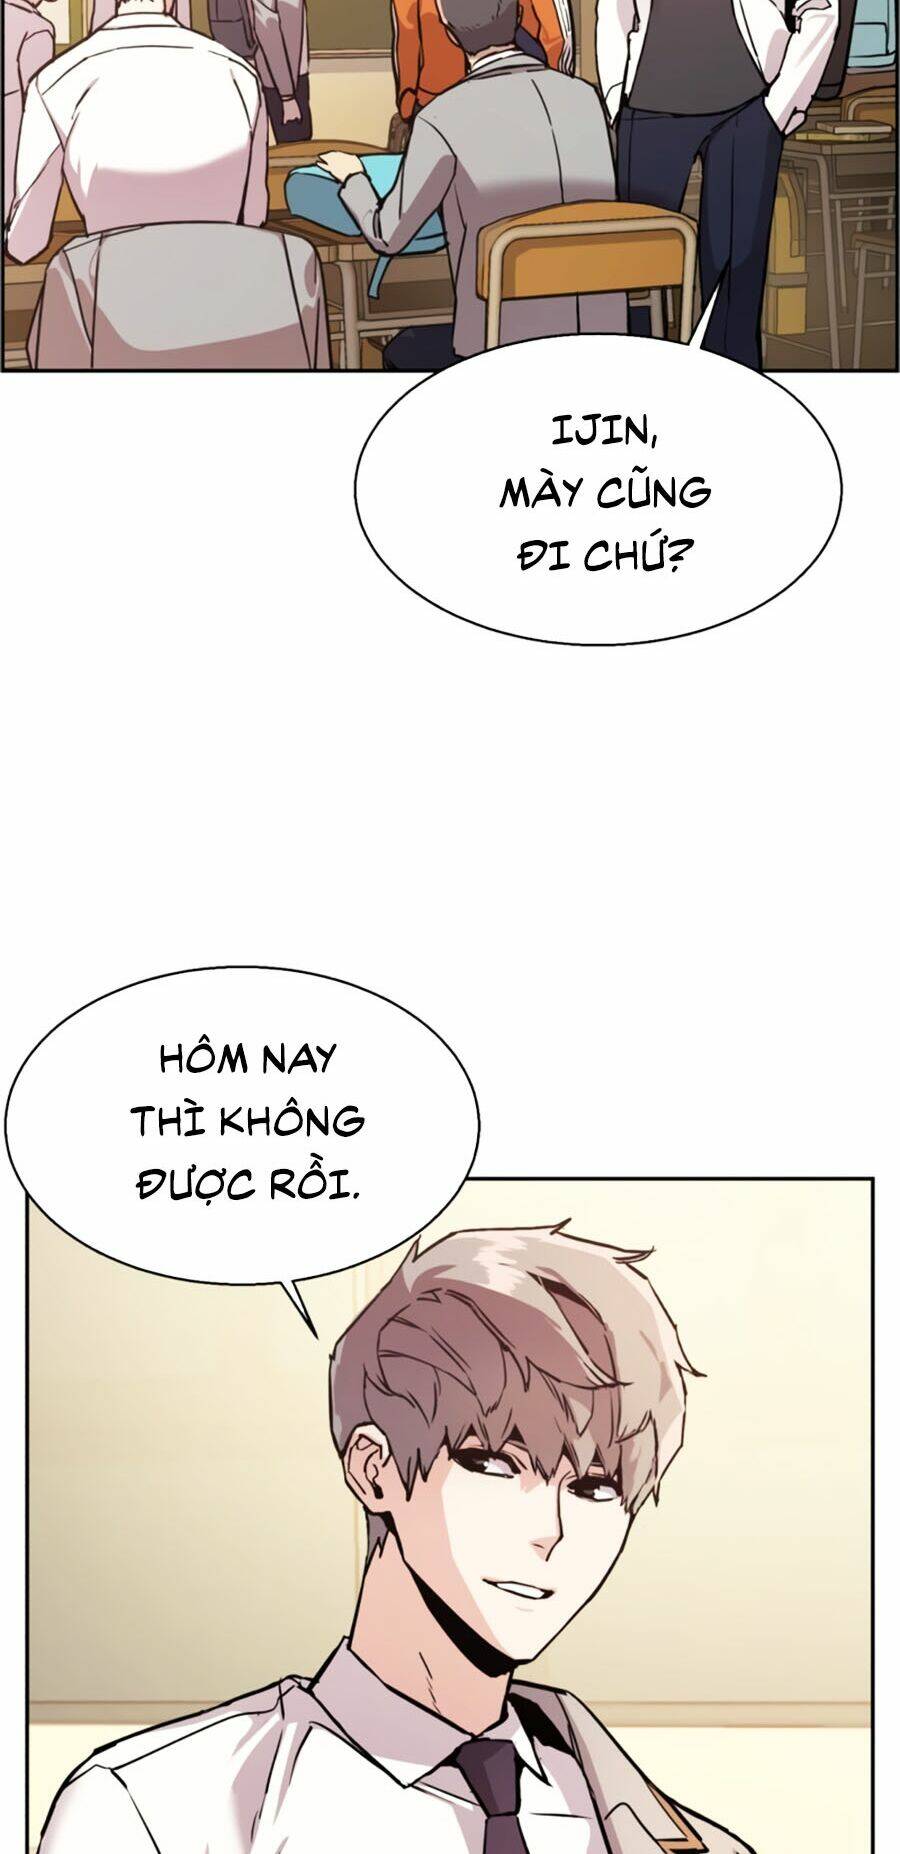 IJIN,
MÀY CŨNG
ĐI CHỨ?
HÔM NAY
THÌ KHÔNG
ĐƯỢC RỒI.